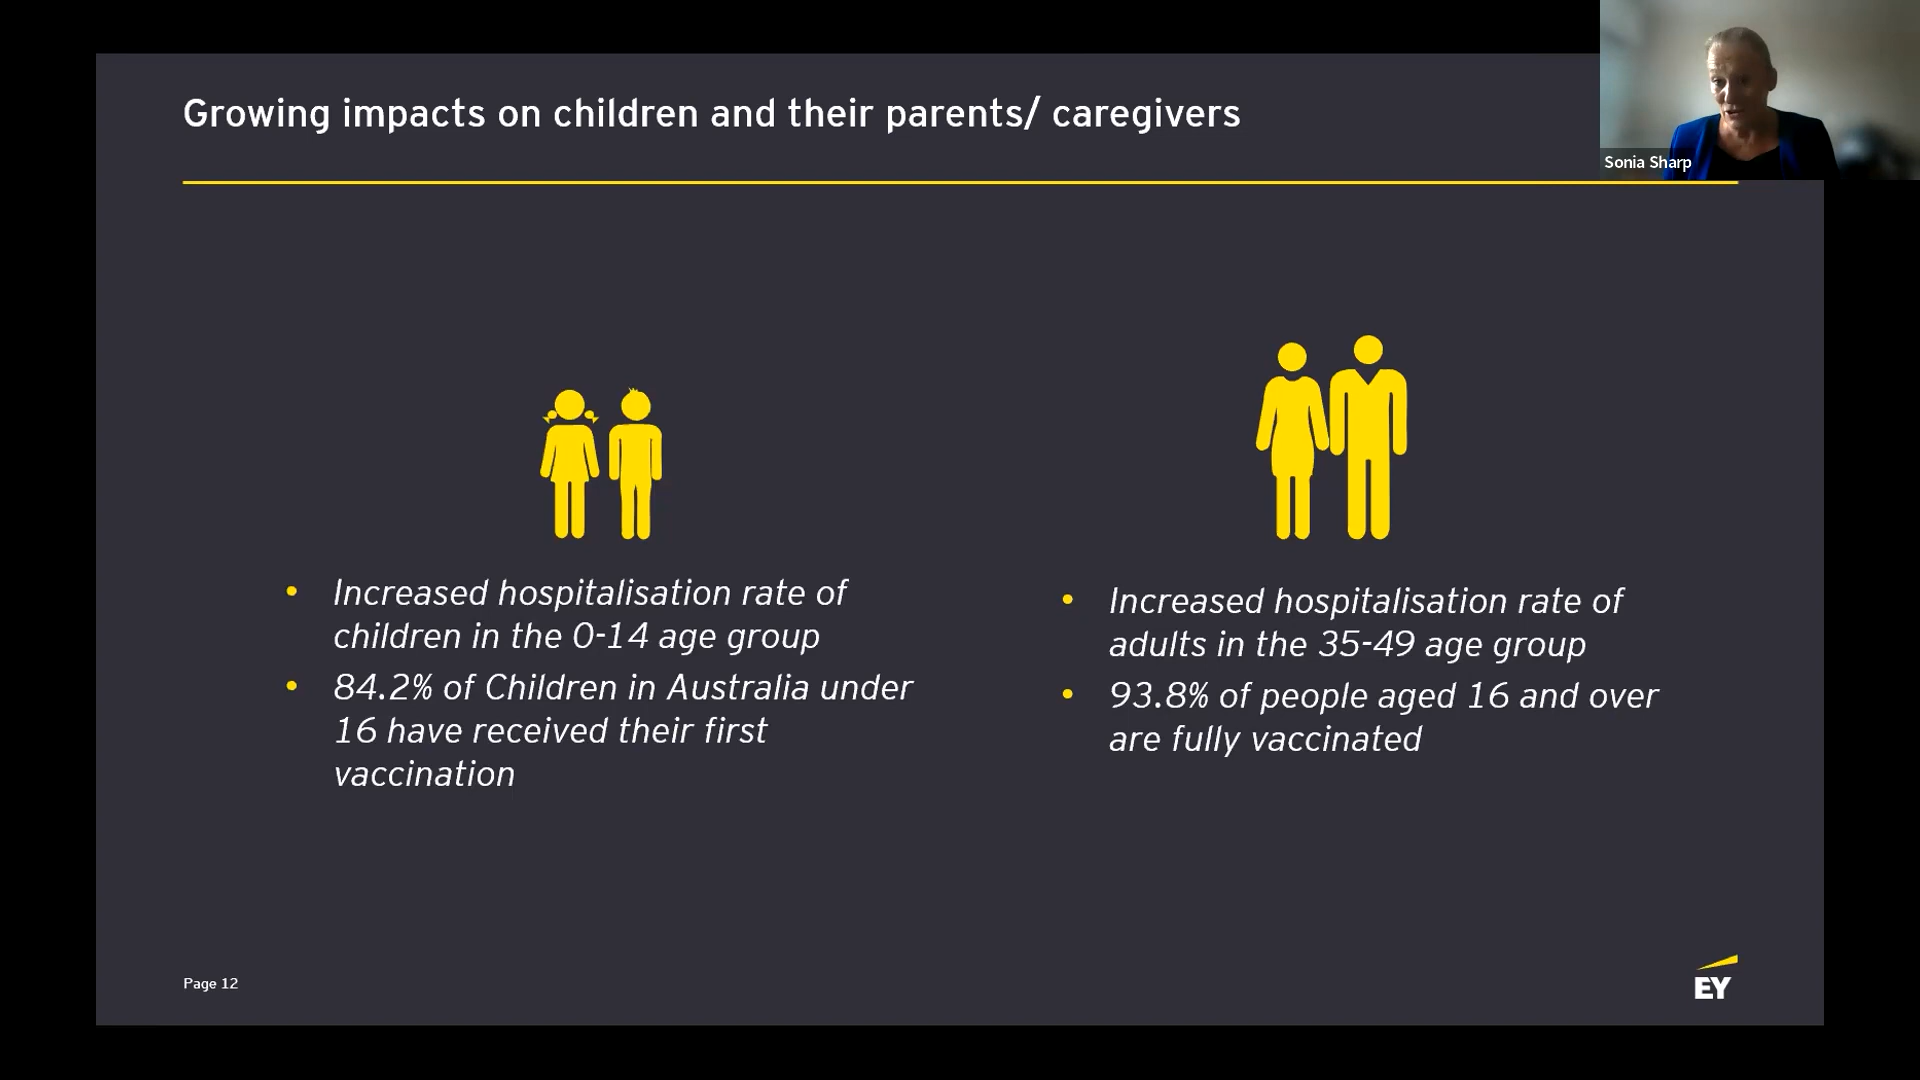 Growing impacts on children and their parents/ caregivers
Sonia Sharp
• Increased hospitalisation rate of
children in the 0-14 age group
• 84.2% of Children in Australia under
16 have received their first
vaccination
• Increased hospitalisation rate of
adults in the 35-49 age group
• 93.8% of people aged 16 and over
are fully vaccinated
Page 12
EY